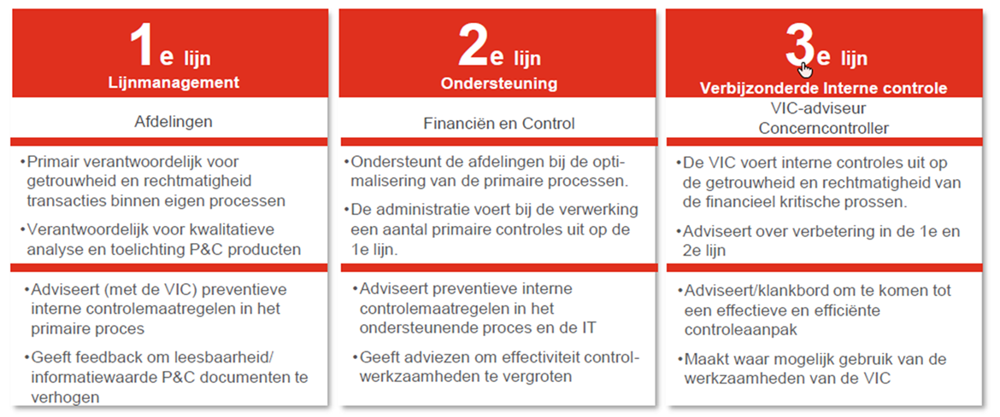 1e lijn
Lijnmanagement
Afdelingen
•Primair verantwoordelijk voor
getrouwheid en rechtmatigheid
transacties binnen eigen processen
•Verantwoordelijk voor kwalitatieve
analyse en toelichting P&C producten
•Adviseert (met de VIC) preventieve
interne controlemaatregelen in het
primaire proces
•Geeft feedback om leesbaarheid/
informatiewaarde P&C documenten te
verhogen
2e lijn
Ondersteuning
Financiën en Control
•Ondersteunt de afdelingen bij de opti-
malisering van de primaire processen.
•De administratie voert bij de verwerking
een aantal primaire controles uit op de
1e lijn.
•Adviseert preventieve interne
controlemaatregelen in het
ondersteunende proces en de IT
•Geeft adviezen om effectiviteit control-
werkzaamheden te vergroten
3e lijn
Verbijzonderde Interne controle
VIC-adviseur
Concerncontroller
•De VIC voert interne controles uit op
de getrouwheid en rechtmatigheid van
de financieel kritische prossen.
•Adviseert over verbetering in de 1e en
2e lijn
•Adviseert/klankbord om te komen tot
een effectieve en efficiënte
controleaanpak
•Maakt waar mogelijk gebruik van de
werkzaamheden van de VIC